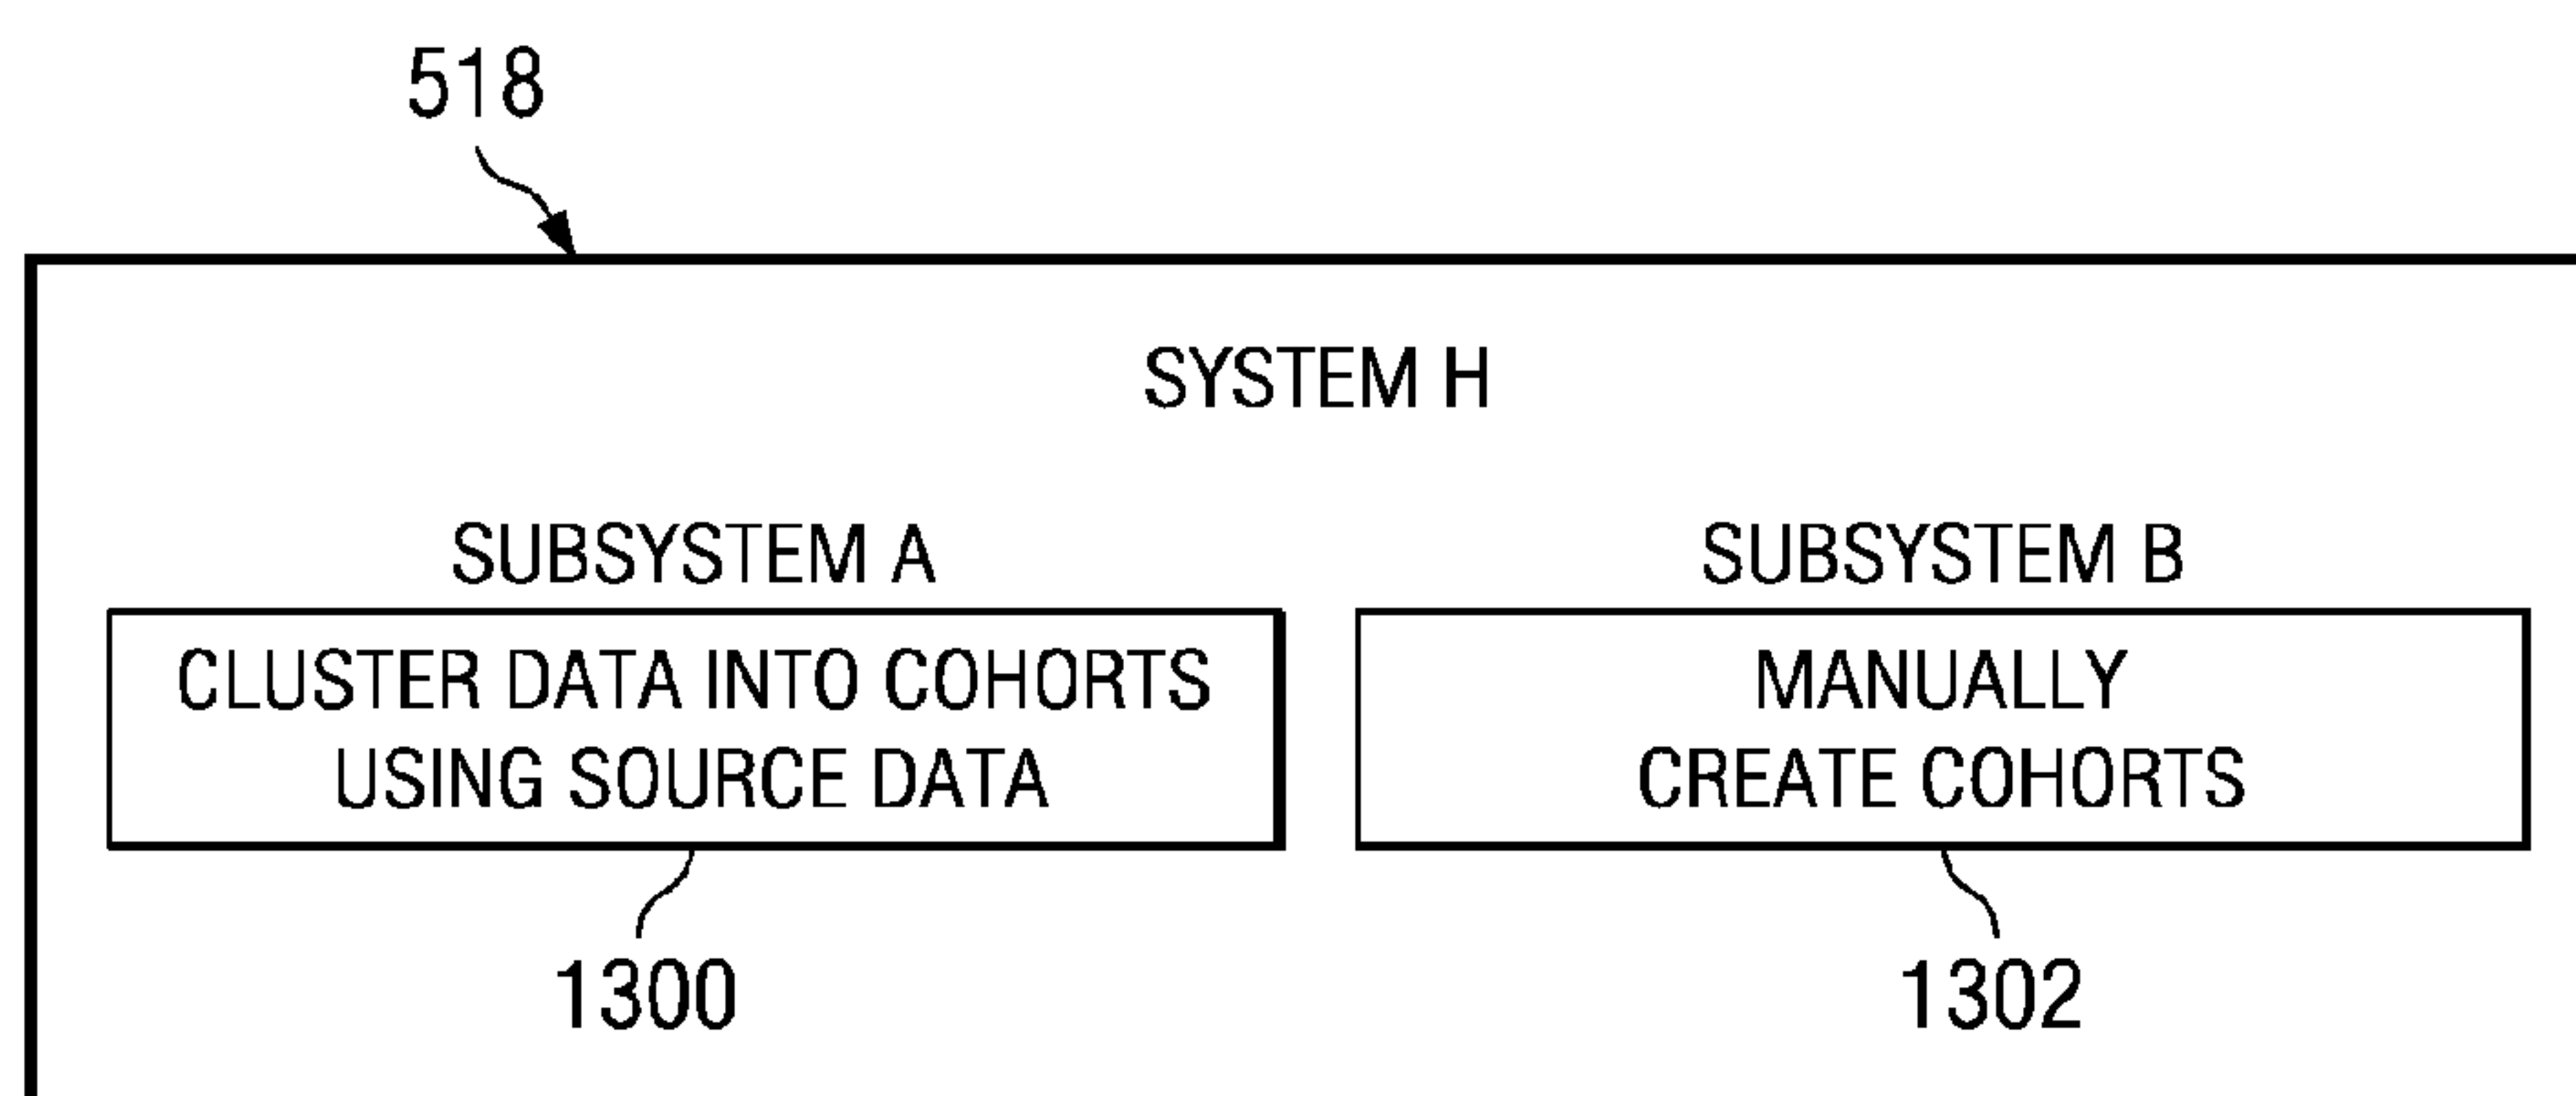 518
SYSTEM H
SUBSYSTEM A
CLUSTER DATA INTO COHORTS
USING SOURCE DATA
1300
SUBSYSTEM B
MANUALLY
CREATE COHORTS
1302